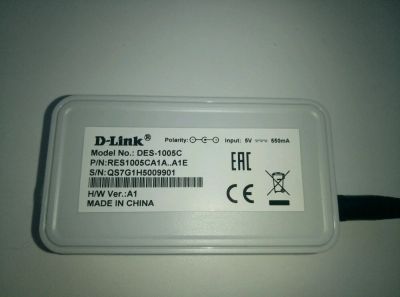 D-Link®
Polarity: Input: 5V 550mA
Model No.: DES-1005C
P/N:RES1005CA1A..A1E
S/N:QS7G1H5009901
EAC
CE
H/W Ver.:A1
MADE IN CHINA